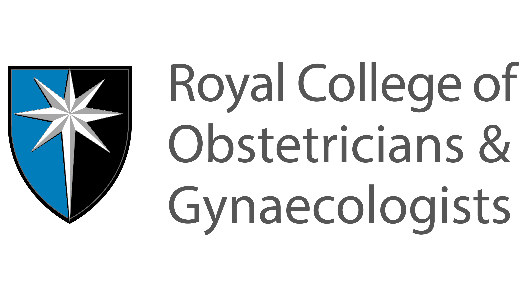 Royal College of
Obstetricians &
Gynaecologists